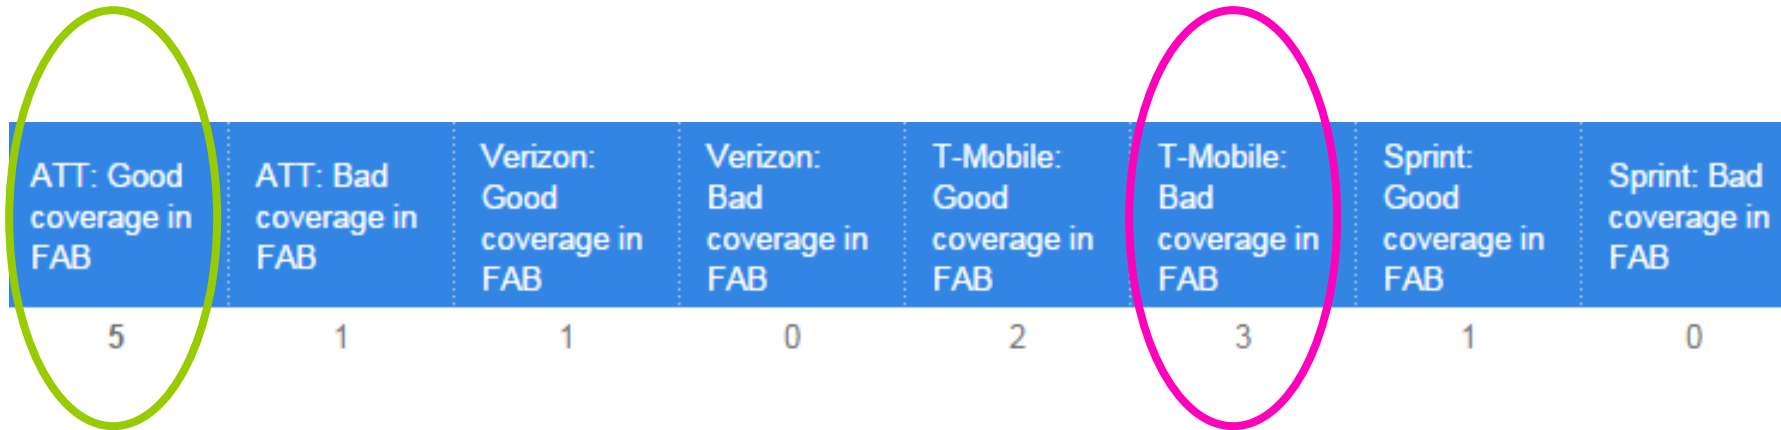 ATT: Good
coverage in
FAB
ATT: Bad
coverage in
FAB
Verizon:
Good
coverage in
FAB
Verizon:
Bad
coverage in
FAB
T-Mobile:
Good
coverage in
FAB
T-Mobile:
Bad
coverage in
FAB
Sprint:
Good
coverage in
FAB
Sprint: Bad
coverage in
FAB
5 1 1 0 2 3 1 0